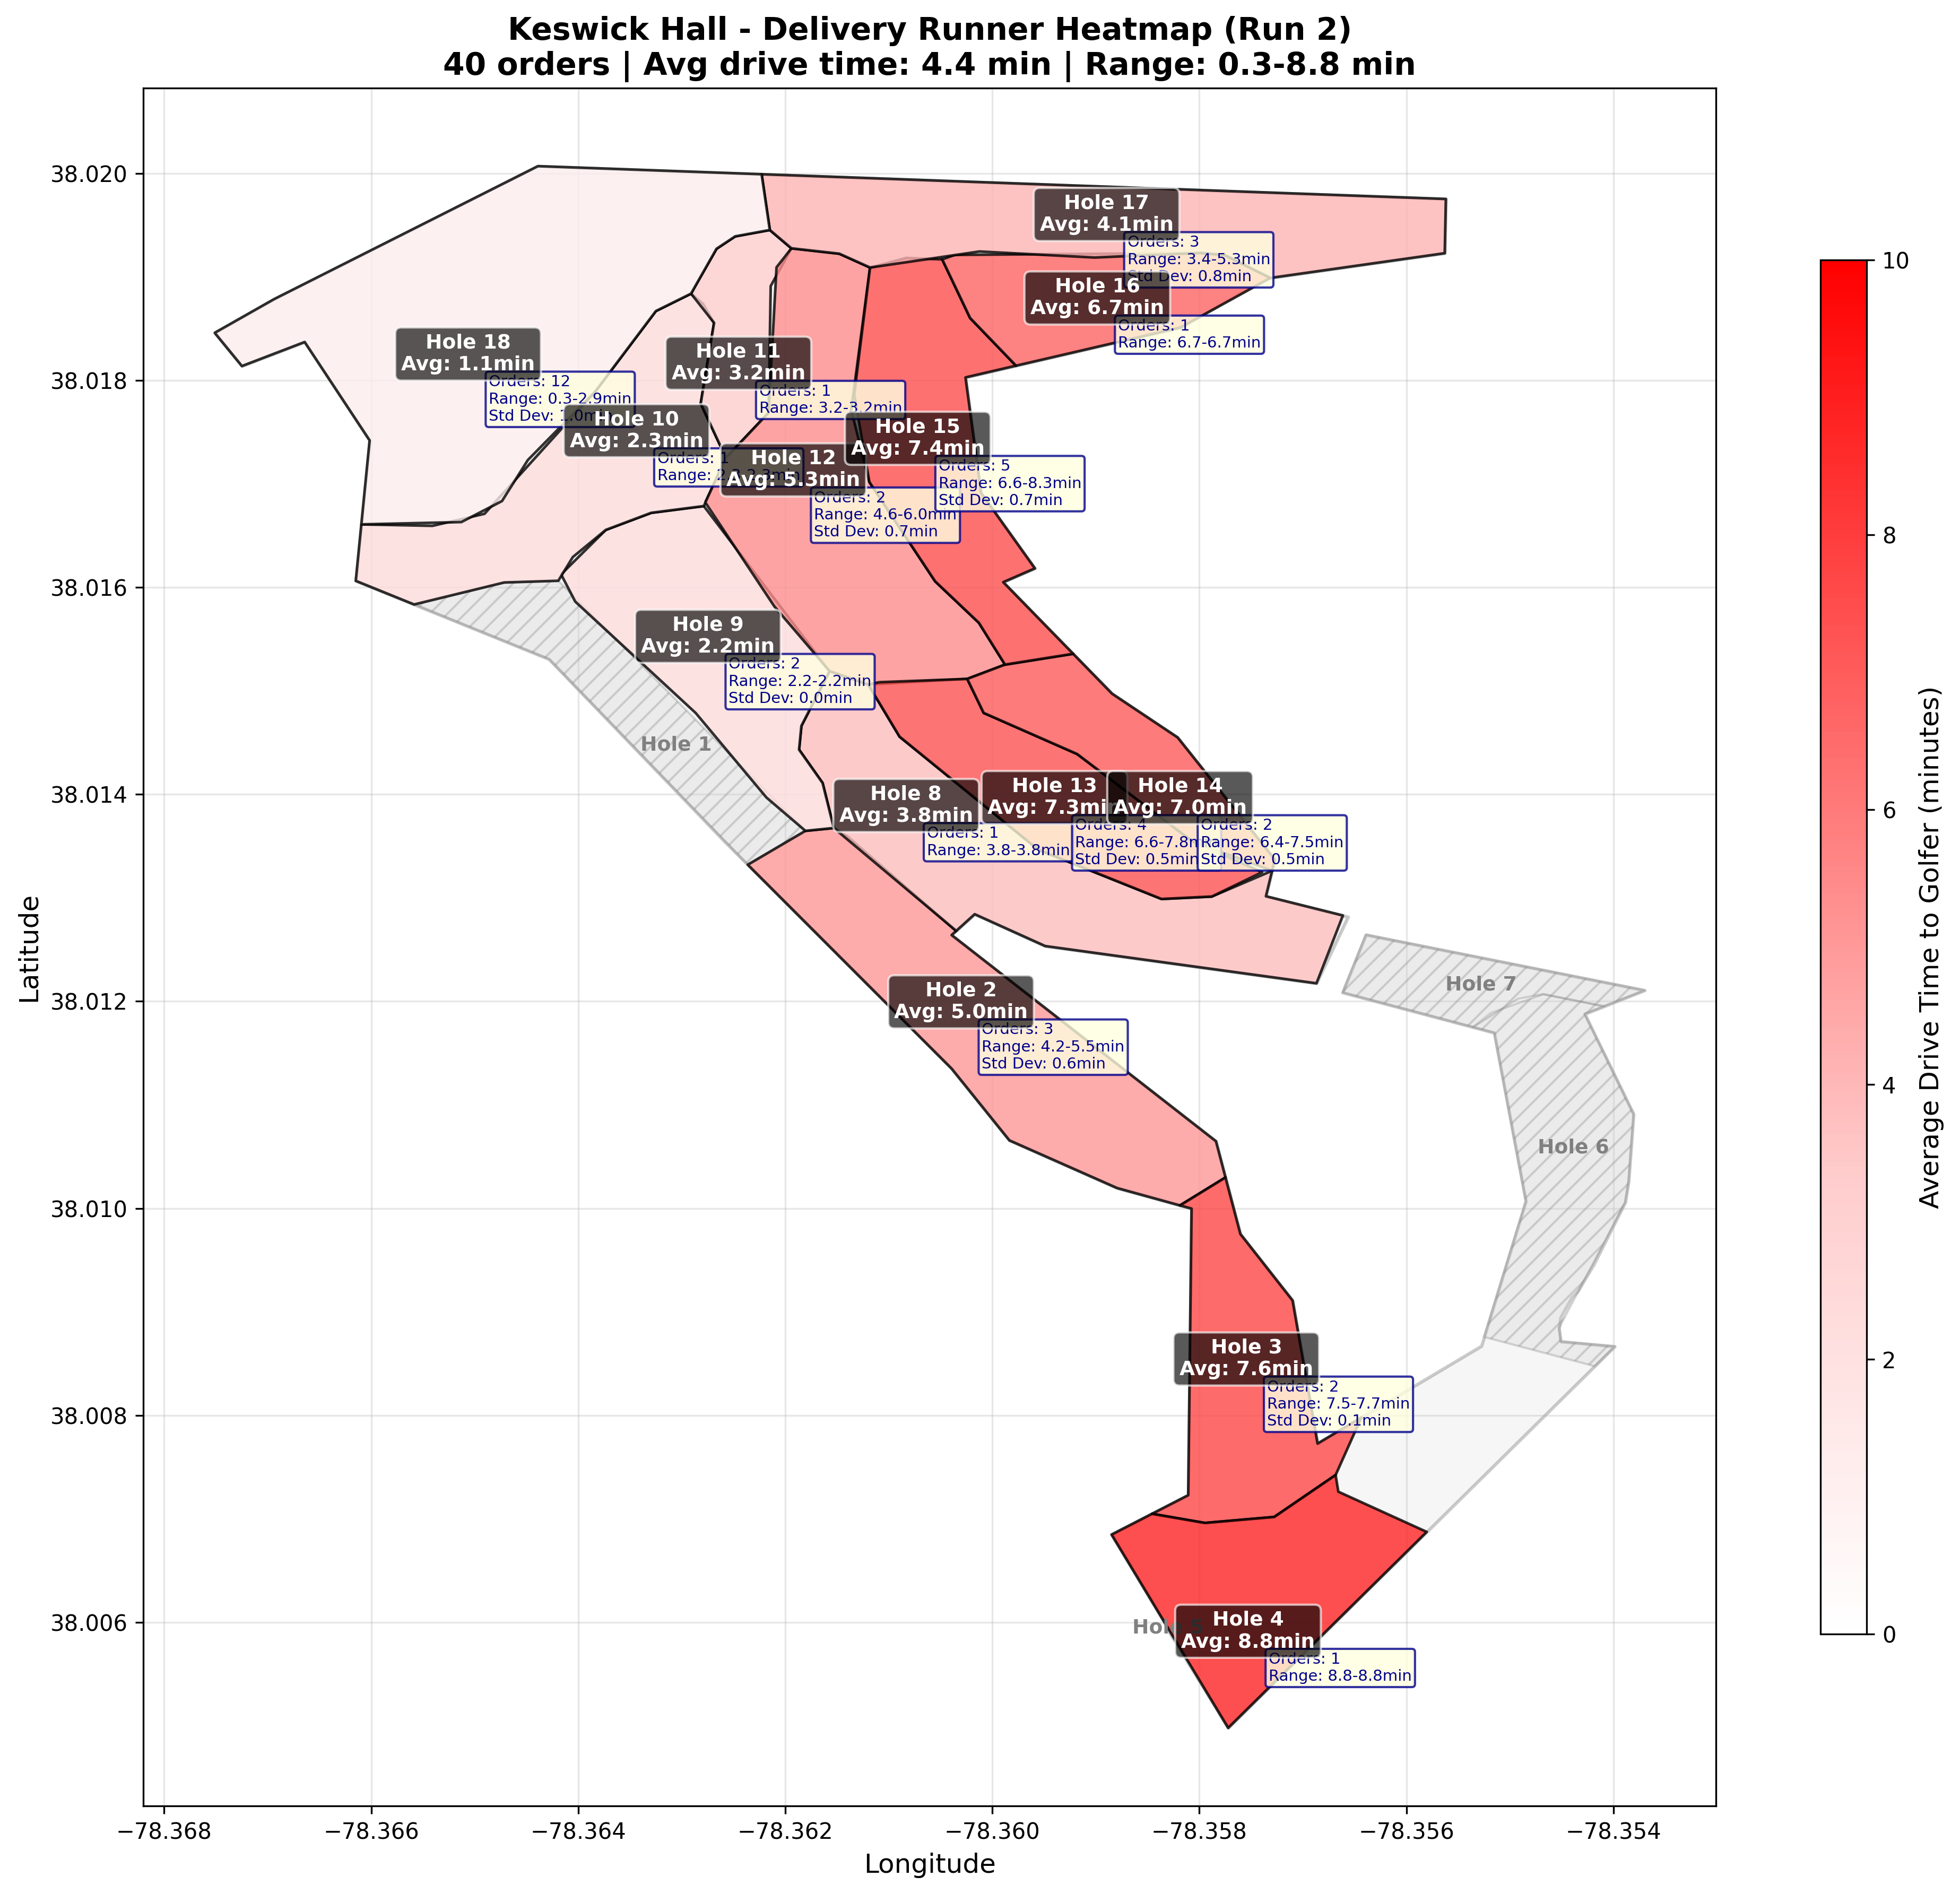 Keswick Hall - Delivery Runner Heatmap (Run 2)
40 orders | Avg drive time: 4.4 min | Range: 0.3-8.8 min
Hole 17
Avg: 4.1min
Orders: 3
Range: 3.4-5.3min
Std Dev: 0.8min
Hole 16
Avg: 6.7min
Orders: 1
Range: 6.7-6.7min
Hole 18
Avg: 1.1min
Orders: 12
Range: 0.3-2.9min
Std Dev: 1.0min
Hole 11
Avg: 3.2min
Orders: 1
Range: 3.2-3.2min
Hole 10
Avg: 2.3min
Orders: 1
Range:
Hole 15
Avg: 7.4min
Orders: 5
Range: 6.6-8.3min
Std Dev: 0.7min
Hole 12
Avg: 5.3min
Orders: 2
Range: 4.6-6.0min
Std Dev: 0.7min
Hole 9
Avg: 2.2min
Orders: 2
Range: 2.2-2.2min
Std Dev: 0.0min
Hole 1
Hole 8
Avg: 3.8min
Orders: 1
Range: 3.8-3.8min
Hole 13
Avg: 7.3min
Orders: 4
Range: 6.6-7.8m
Std Dev: 0.5min
Hole 14
Avg: 7.0min
Orders: 2
Range: 6.4-7.5min
Std Dev: 0.5min
Hole 7
Hole 2
Avg: 5.0min
Orders: 3
Range: 4.2-5.5min
Std Dev: 0.6min
Hole 6
Hole 3
Avg: 7.6min
Orders: 2
Range: 7.5-7.7min
Std Dev: 0.1min
Hole 4
Avg: 8.8min
Orders: 1
Range: 8.8-8.8min
38.020
38.018
38.016
38.014
38.012
38.010
38.008
38.006
Latitude
−78.368
−78.366
−78.364
−78.362
−78.360
−78.358
−78.356
−78.354
Longitude
10
8
6
4
2
0
Average Drive Time to Golfer (minutes)